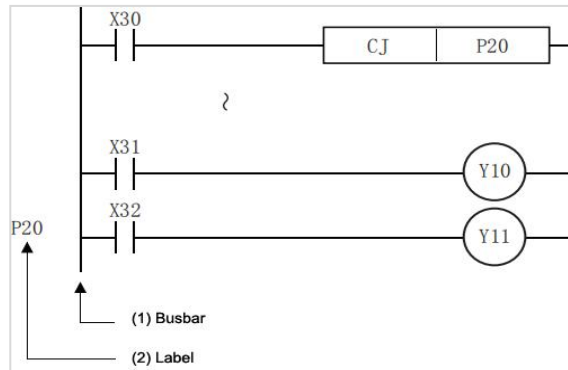 X30
CJ P20
X31
Y10
X32
P20
Y11
(1) Busbar
(2) Label